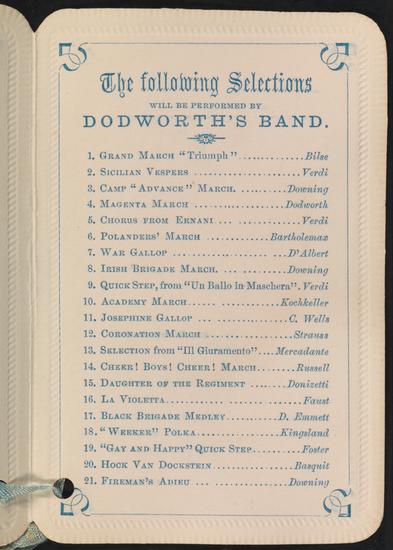 The following Selections
WILL BE PERFORMED BY
DODWORTH'S BAND.
1. GRAND MARCH "Triumph" ............... Bilse
2. SICILIAN VESPERS ........................ Verdi
3. CAMP "ADVANCE" MARCH. .......... Downing
4. MAGENTA MARCH ................... Dodworth
5. CHORUS FROM ERNANI ... ............... Verdi
6. POLANDERS' MARCH ............ Bartholemax
7. WAR GALLOP ........................ D'Albert
8. IRISH BRIGADE MARCH. ... .......... Downing
9. QUICK STEP, from "Un Ballo in Maschera". Verdi
10. ACADEMY MARCH .................. Kochkeller
11. JOSEPHINE GALLOP ................. C. Wells
12. CORONATION MARCH ................. Strauss
13. SELECTION from "Ill Giuramento" .... Mercadante
14. CHEER! BOYS! CHEER! MARCH ........ Russell
15. DAUGHTER OF THE REGIMENT ........ Donizetti
16. LA VIOLETTA ........................... Faust
17. BLACK BRIGADE MEDLEY ............ D. Emmett
18. "WEEKER" POLKA ................. Kingsland
19. "GAY AND HAPPY" QUICK STEP .......... Foster
20. HOCK VAN DOCKSTEIN ............... Basquit
21. FIREMAN'S ADIEU ... ............... Downing